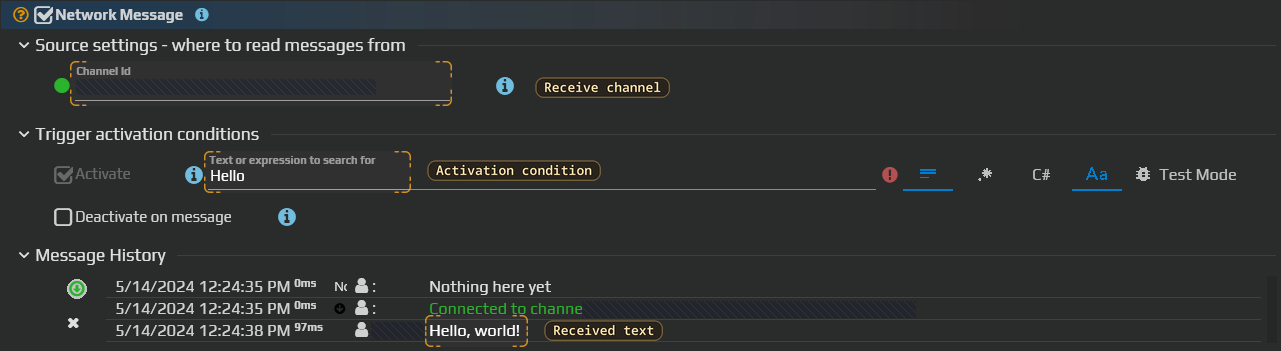 Network Message
Source settings - where to read messages from
Channel Id
Receive channel
Trigger activation conditions
Activate
Text or expression to search for
Hello
Activation condition
.*
C#
Aa
Test Mode
Deactivate on message
Message History
5/14/2024 12:24:35 PM 0ms : Nothing here yet
5/14/2024 12:24:35 PM 0ms : Connected to channe
5/14/2024 12:24:38 PM 97ms Hello, world! Received text